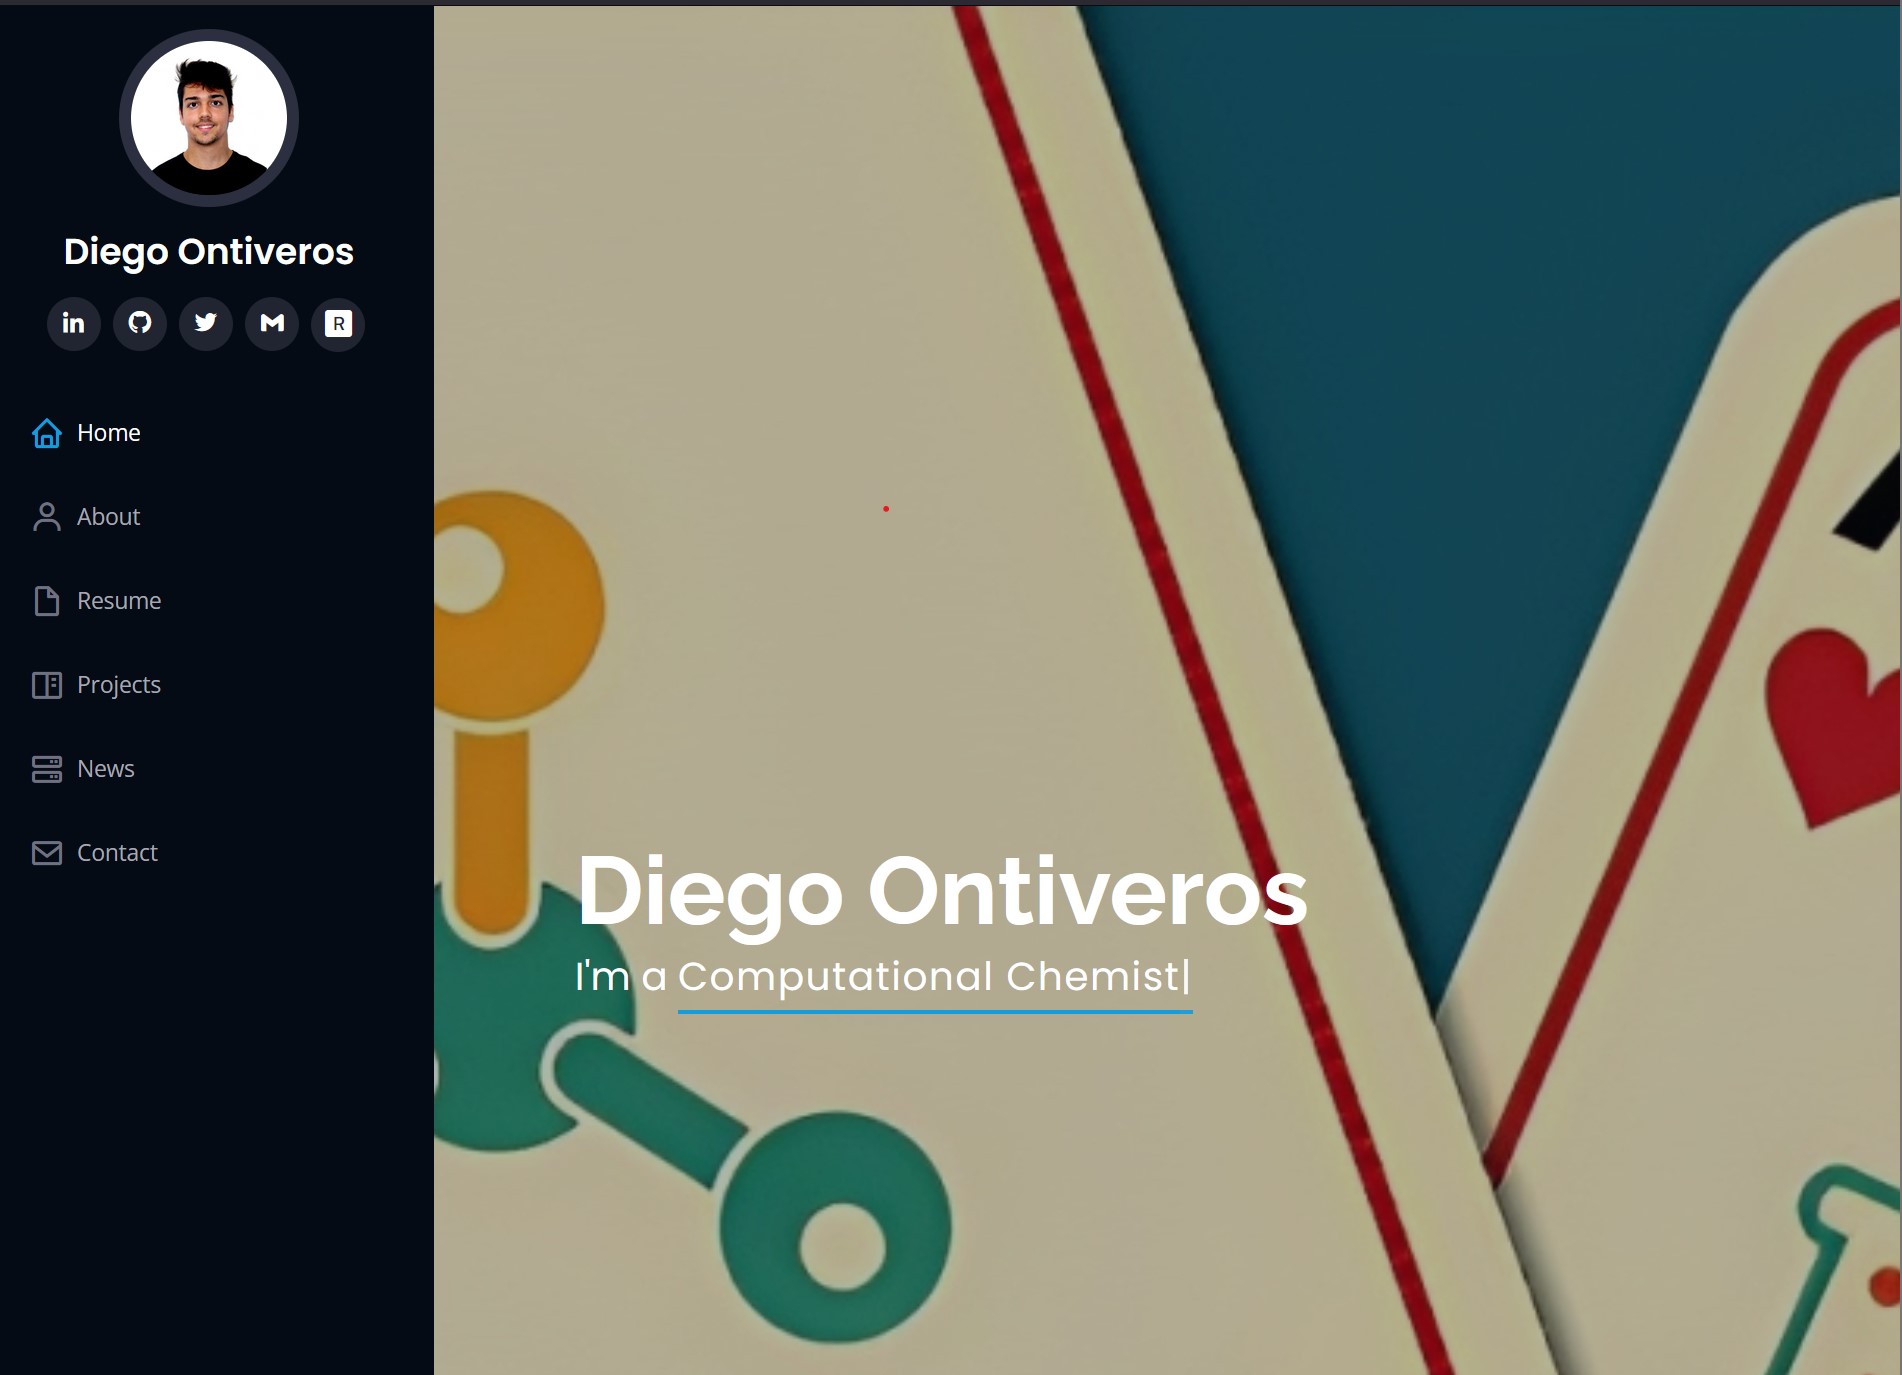 Diego Ontiveros
in
R
Home
About
Resume
Projects
News
Contact
Diego Ontiveros
I'm a Computational Chemist|